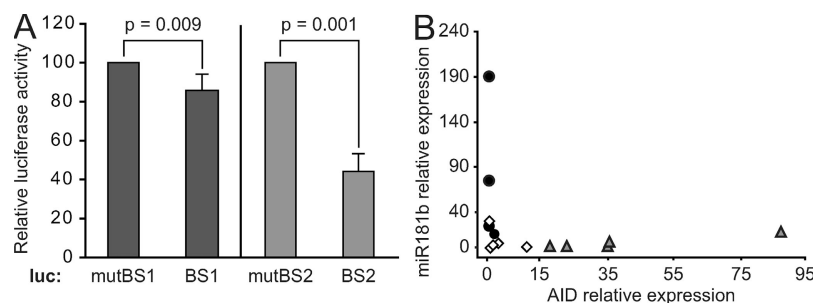 A
Relative luciferase activity
120
100
80
60
40
20
0
p = 0.009
p = 0.001
luc: mutBS1 BS1 mutBS2 BS2
B
miR181b relative expression
240
190
140
90
40
0
0 15 35 55 75 95
AID relative expression